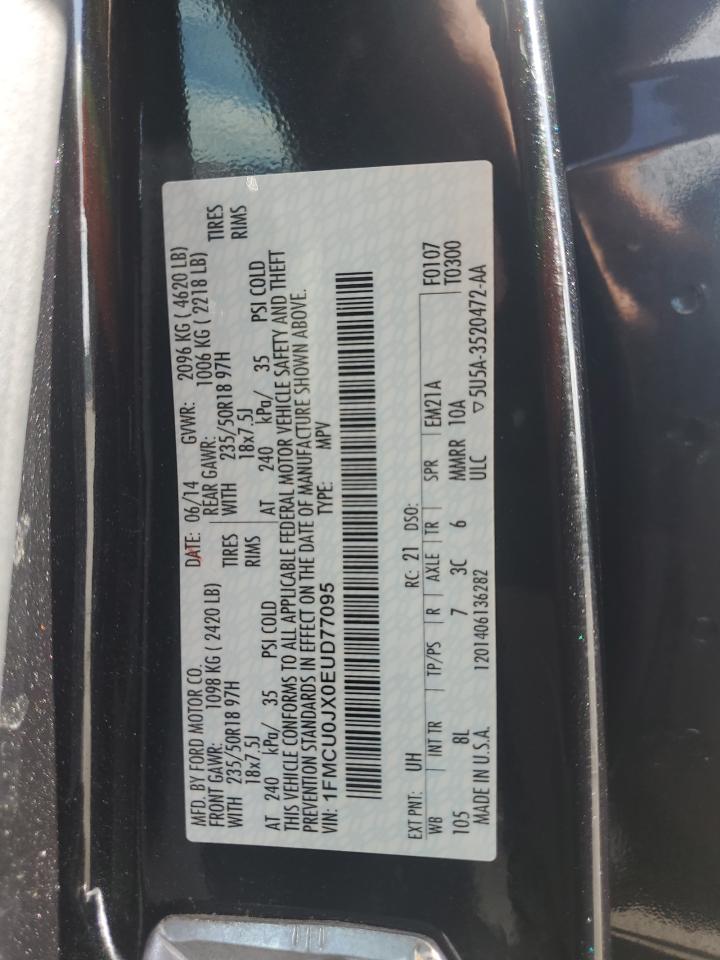 MFD. BY FORD MOTOR CO.
DATE: 06/14 GVWR: 2096 KG ( 4620 LB)
FRONT GAWR: 1098 KG ( 2420 LB) REAR GAWR: 1006 KG ( 2218 LB)
WITH 235/50R18 97H TIRES WITH 235/50R18 97H TIRES
18x7.5J RIMS 18x7.5J RIMS
AT 240 kPa/ 35 PSI COLD AT 240 kPa/ 35 PSI COLD
THIS VEHICLE CONFORMS TO ALL APPLICABLE FEDERAL MOTOR VEHICLE SAFETY AND THEFT
PREVENTION STANDARDS IN EFFECT ON THE DATE OF MANUFACTURE SHOWN ABOVE.
VIN: 1FMCU0JX0EUD77095 TYPE: MPV
EXT PNT: UH RC: 21 DSO: F0107
WB INT TR TP/PS R AXLE TR SPR EM21A T0300
105 8L 7 3C 6 MMRR 10A
MADE IN U.S.A. 1201406136282 ULC ▽5U5A-3520472-AA